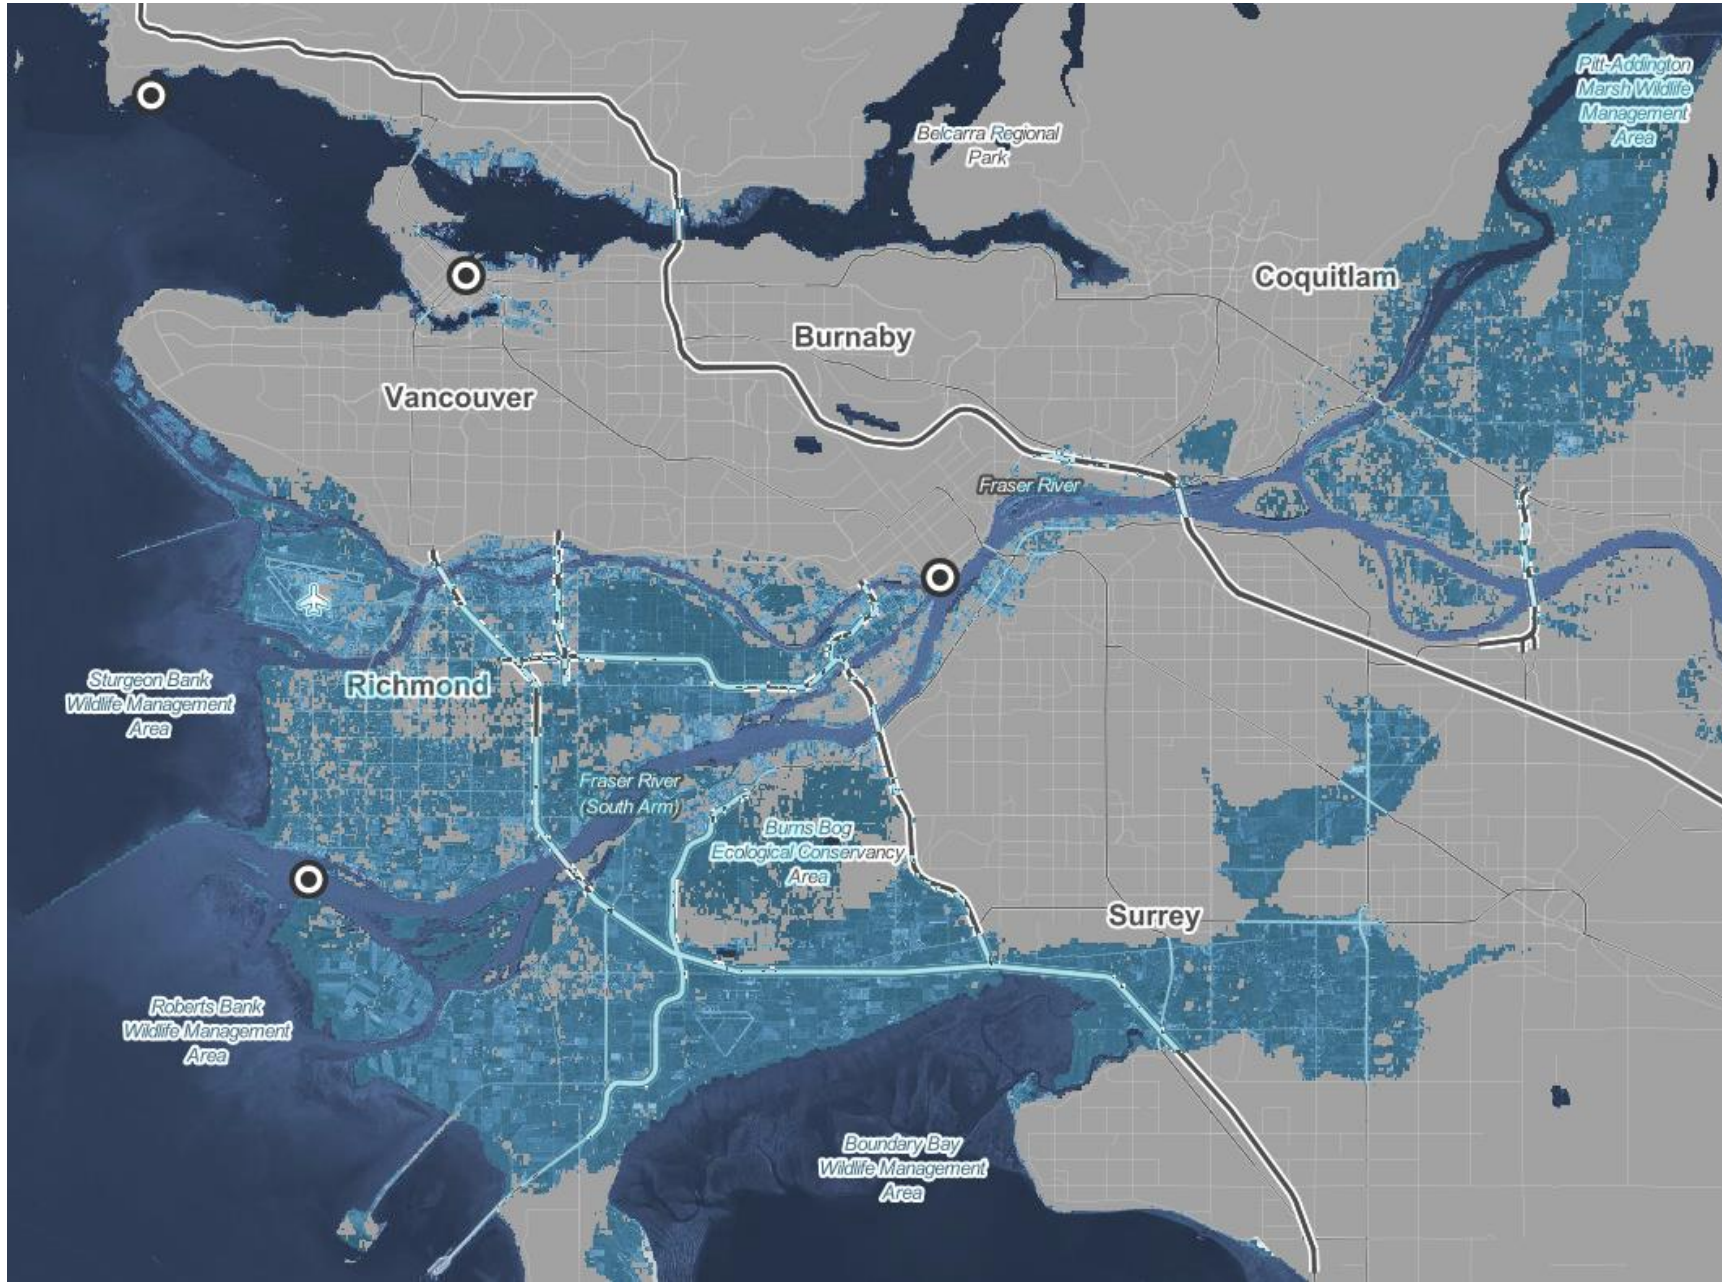 Pitt-Addington
Marsh Wildlife
Management
Area
Belcarra Regional
Park
Coquitlam
Burnaby
Vancouver
Fraser River
Sturgeon Bank
Wildlife Management
Area
Richmond
Fraser River
(South Arm)
Burns Bog
Ecological Conservancy
Area
Surrey
Roberts Bank
Wildlife Management
Area
Boundary Bay
Wildlife Management
Area